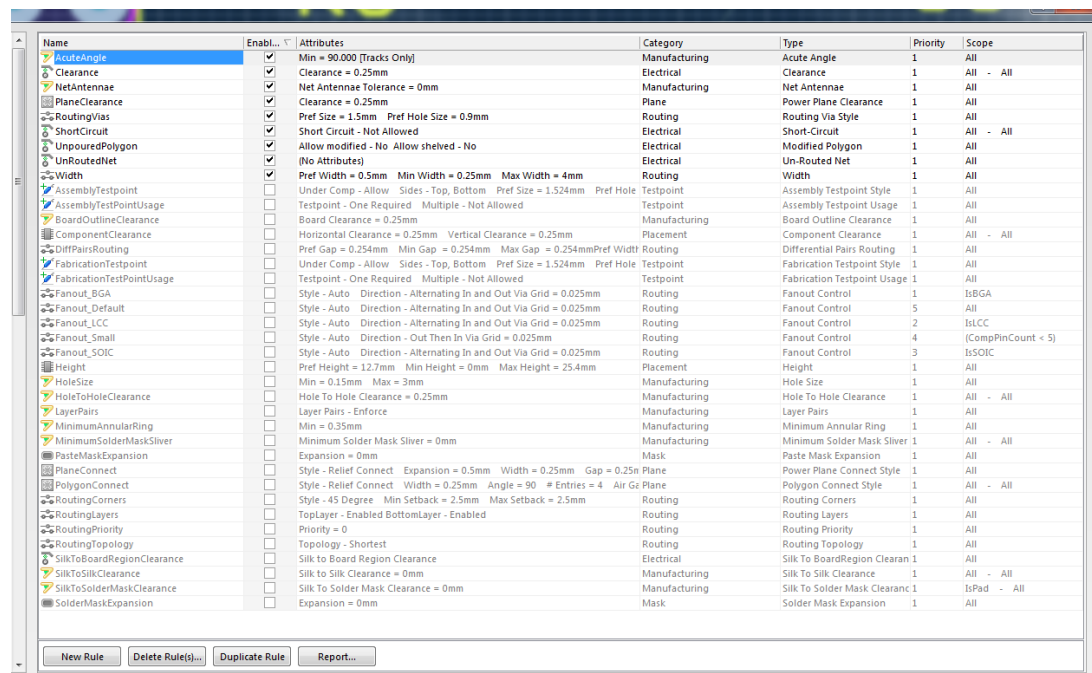 Name Enabl... Attributes Category Type Priority Scope
AcuteAngle Min = 90.000 [Tracks Only] Manufacturing Acute Angle 1 All
Clearance Clearance = 0.25mm Electrical Clearance 1 All - All
NetAntennae Net Antennae Tolerance = 0mm Manufacturing Net Antennae 1 All
PlaneClearance Clearance = 0.25mm Plane Power Plane Clearance 1 All
RoutingVias Pref Size = 1.5mm Pref Hole Size = 0.9mm Routing Routing Via Style 1 All
ShortCircuit Short Circuit - Not Allowed Electrical Short-Circuit 1 All - All
UnpouredPolygon Allow modified - No Allow shelved - No Electrical Modified Polygon 1 All
UnRoutedNet (No Attributes) Electrical Un-Routed Net 1 All
Width Pref Width = 0.5mm Min Width = 0.25mm Max Width = 4mm Routing Width 1 All
AssemblyTestpoint Under Comp - Allow Sides - Top, Bottom Pref Size = 1.524mm Pref Hole Testpoint Assembly Testpoint Style 1 All
AssemblyTestPointUsage Testpoint - One Required Multiple - Not Allowed Testpoint Assembly Testpoint Usage 1 All
BoardOutlineClearance Board Clearance = 0.25mm Manufacturing Board Outline Clearance 1 All
ComponentClearance Horizontal Clearance = 0.25mm Vertical Clearance = 0.25mm Placement Component Clearance 1 All - All
DiffPairsRouting Pref Gap = 0.254mm Min Gap = 0.254mm Max Gap = 0.254mmPref Width Routing Differential Pairs Routing 1 All
FabricationTestpoint Under Comp - Allow Sides - Top, Bottom Pref Size = 1.524mm Pref Hole Testpoint Fabrication Testpoint Style 1 All
FabricationTestPointUsage Testpoint - One Required Multiple - Not Allowed Testpoint Fabrication Testpoint Usage 1 All
Fanout_BGA Style - Auto Direction - Alternating In and Out Via Grid = 0.025mm Routing Fanout Control 1 IsBGA
Fanout_Default Style - Auto Direction - Alternating In and Out Via Grid = 0.025mm Routing Fanout Control 5 All
Fanout_LCC Style - Auto Direction - Alternating In and Out Via Grid = 0.025mm Routing Fanout Control 2 IsLCC
Fanout_Small Style - Auto Direction - Out Then In Via Grid = 0.025mm Routing Fanout Control 4 (CompPinCount < 5)
Fanout_SOIC Style - Auto Direction - Alternating In and Out Via Grid = 0.025mm Routing Fanout Control 3 IsSOIC
Height Pref Height = 12.7mm Min Height = 0mm Max Height = 25.4mm Placement Height 1 All
HoleSize Min = 0.15mm Max = 3mm Manufacturing Hole Size 1 All
HoleToHoleClearance Hole To Hole Clearance = 0.25mm Manufacturing Hole To Hole Clearance 1 All - All
LayerPairs Layer Pairs - Enforce Manufacturing Layer Pairs 1 All
MinimumAnnularRing Min = 0.35mm Manufacturing Minimum Annular Ring 1 All
MinimumSolderMaskSliver Minimum Solder Mask Sliver = 0mm Manufacturing Minimum Solder Mask Sliver 1 All - All
PasteMaskExpansion Expansion = 0mm Mask Paste Mask Expansion 1 All
PlaneConnect Style - Relief Connect Expansion = 0.5mm Width = 0.25mm Gap = 0.25m Plane Power Plane Connect Style 1 All
PolygonConnect Style - Relief Connect Width = 0.25mm Angle = 90 # Entries = 4 Air Ga Plane Polygon Connect Style 1 All - All
RoutingCorners Style - 45 Degree Min Setback = 2.5mm Max Setback = 2.5mm Routing Routing Corners 1 All
RoutingLayers TopLayer - Enabled BottomLayer - Enabled Routing Routing Layers 1 All
RoutingPriority Priority = 0 Routing Routing Priority 1 All
RoutingTopology Topology - Shortest Routing Routing Topology 1 All
SilkToBoardRegionClearance Silk to Board Region Clearance Electrical Silk To BoardRegion Clearan 1 All
SilkToSilkClearance Silk to Silk Clearance = 0mm Manufacturing Silk To Silk Clearance 1 All - All
SilkToSolderMaskClearance Silk To Solder Mask Clearance = 0mm Manufacturing Silk To Solder Mask Clearanc 1 IsPad - All
SolderMaskExpansion Expansion = 0mm Mask Solder Mask Expansion 1 All
New Rule Delete Rule(s)... Duplicate Rule Report...